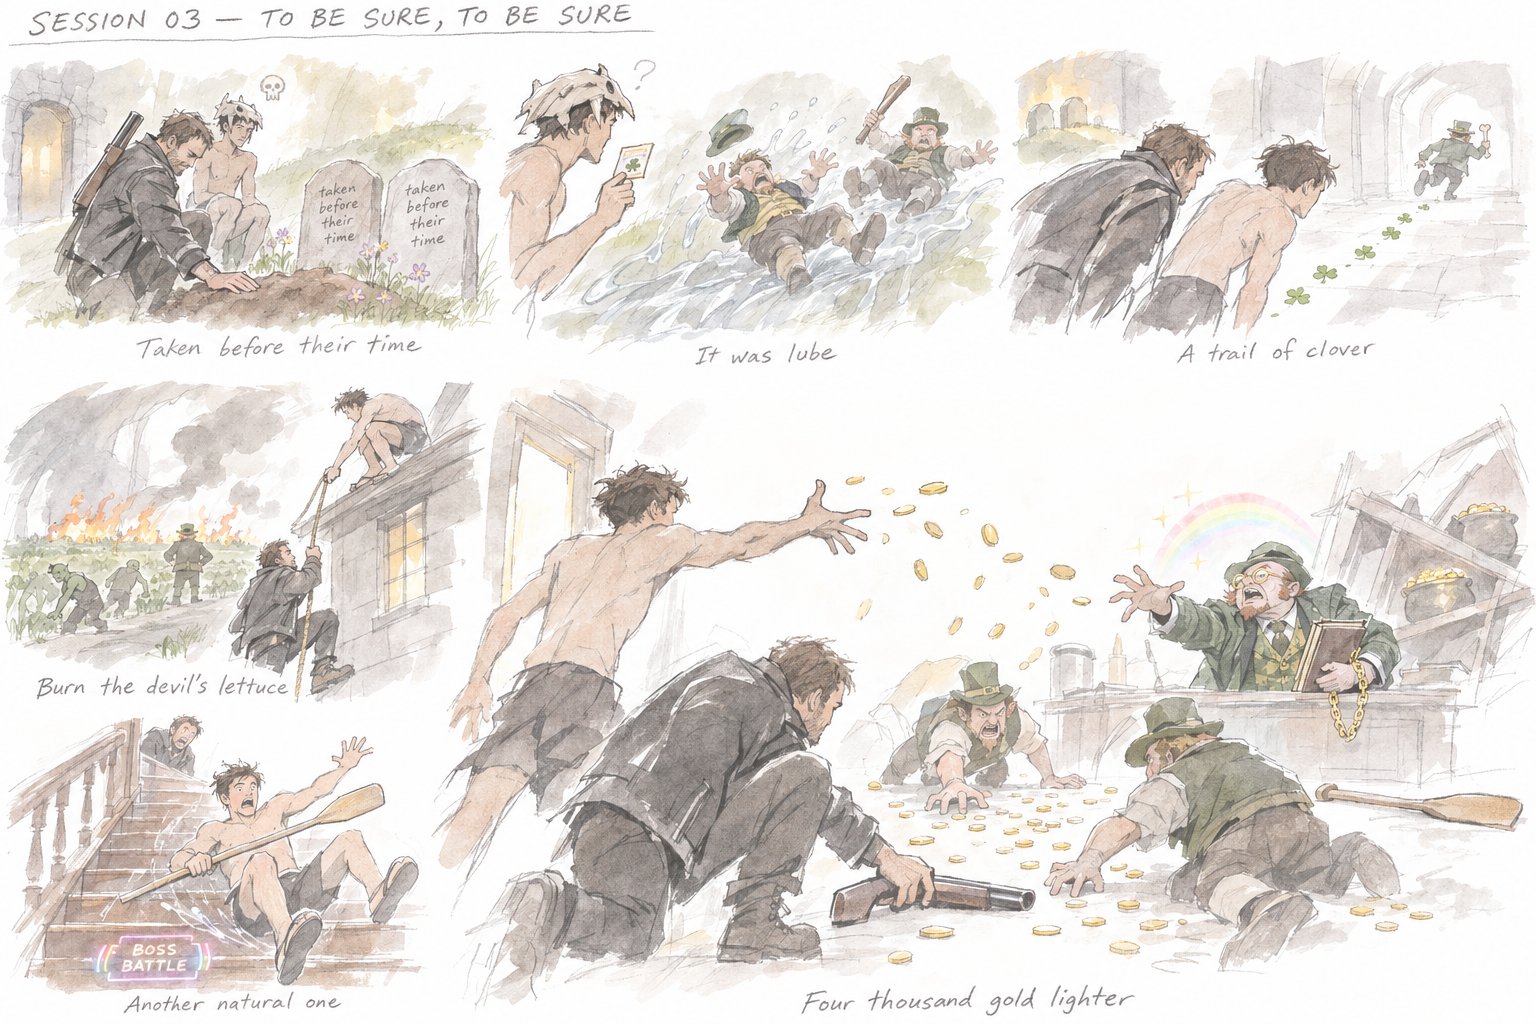 SESSION 03 — TO BE SURE, TO BE SURE
taken
before
their
time
taken
before
their
time
Taken before their time
?
It was lube
A trail of clover
Burn the devil's lettuce
BOSS
BATTLE
Another natural one
Four thousand gold lighter